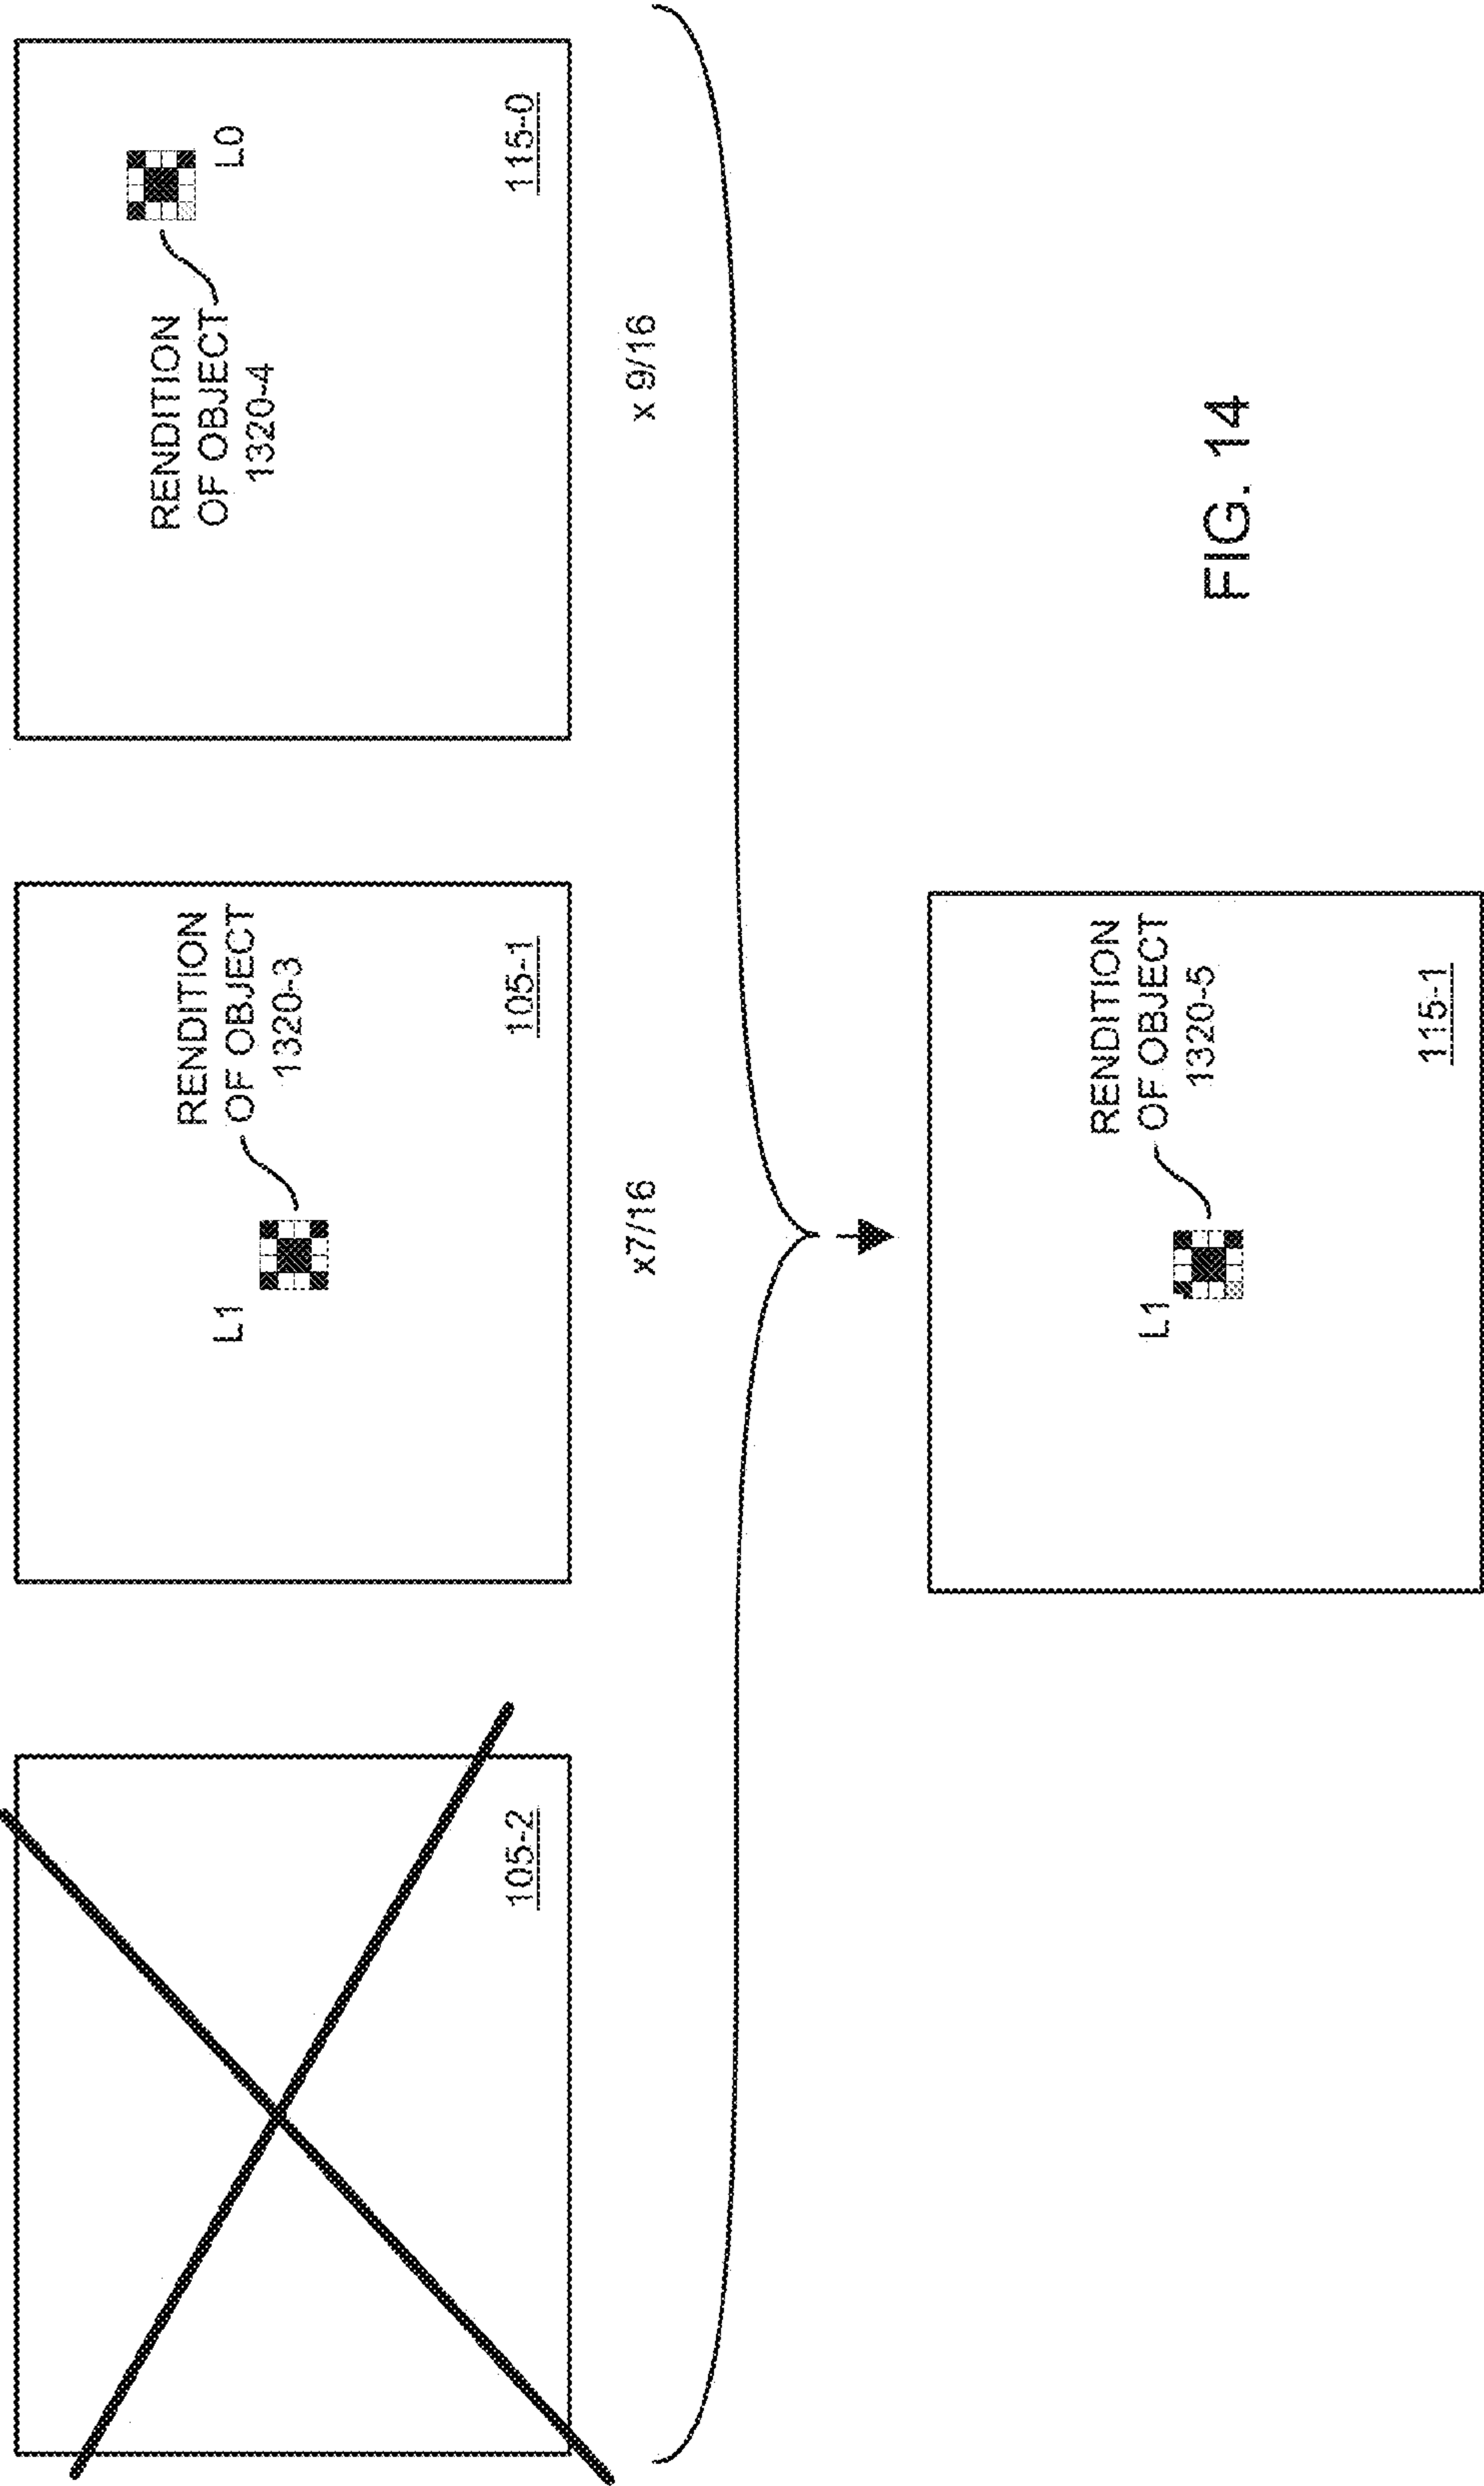 105-2
L1
RENDITION
OF OBJECT
1320-3
105-1
x7/16
RENDITION
OF OBJECT
1320-4
L0
115-0
x 9/16
L1
RENDITION
OF OBJECT
1320-5
115-1
FIG. 14